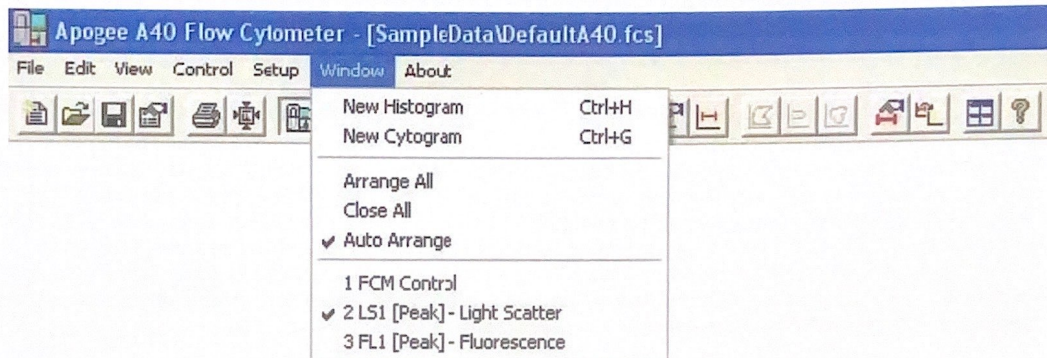 Apogee A40 Flow Cytometer - [SampleData\DefaultA40.fcs]
File Edit View Control Setup Window About
New Histogram Ctrl+H
New Cytogram Ctrl+G
Arrange All
Close All
Auto Arrange
1 FCM Control
2 LS1 [Peak] - Light Scatter
3 FL1 [Peak] - Fluorescence